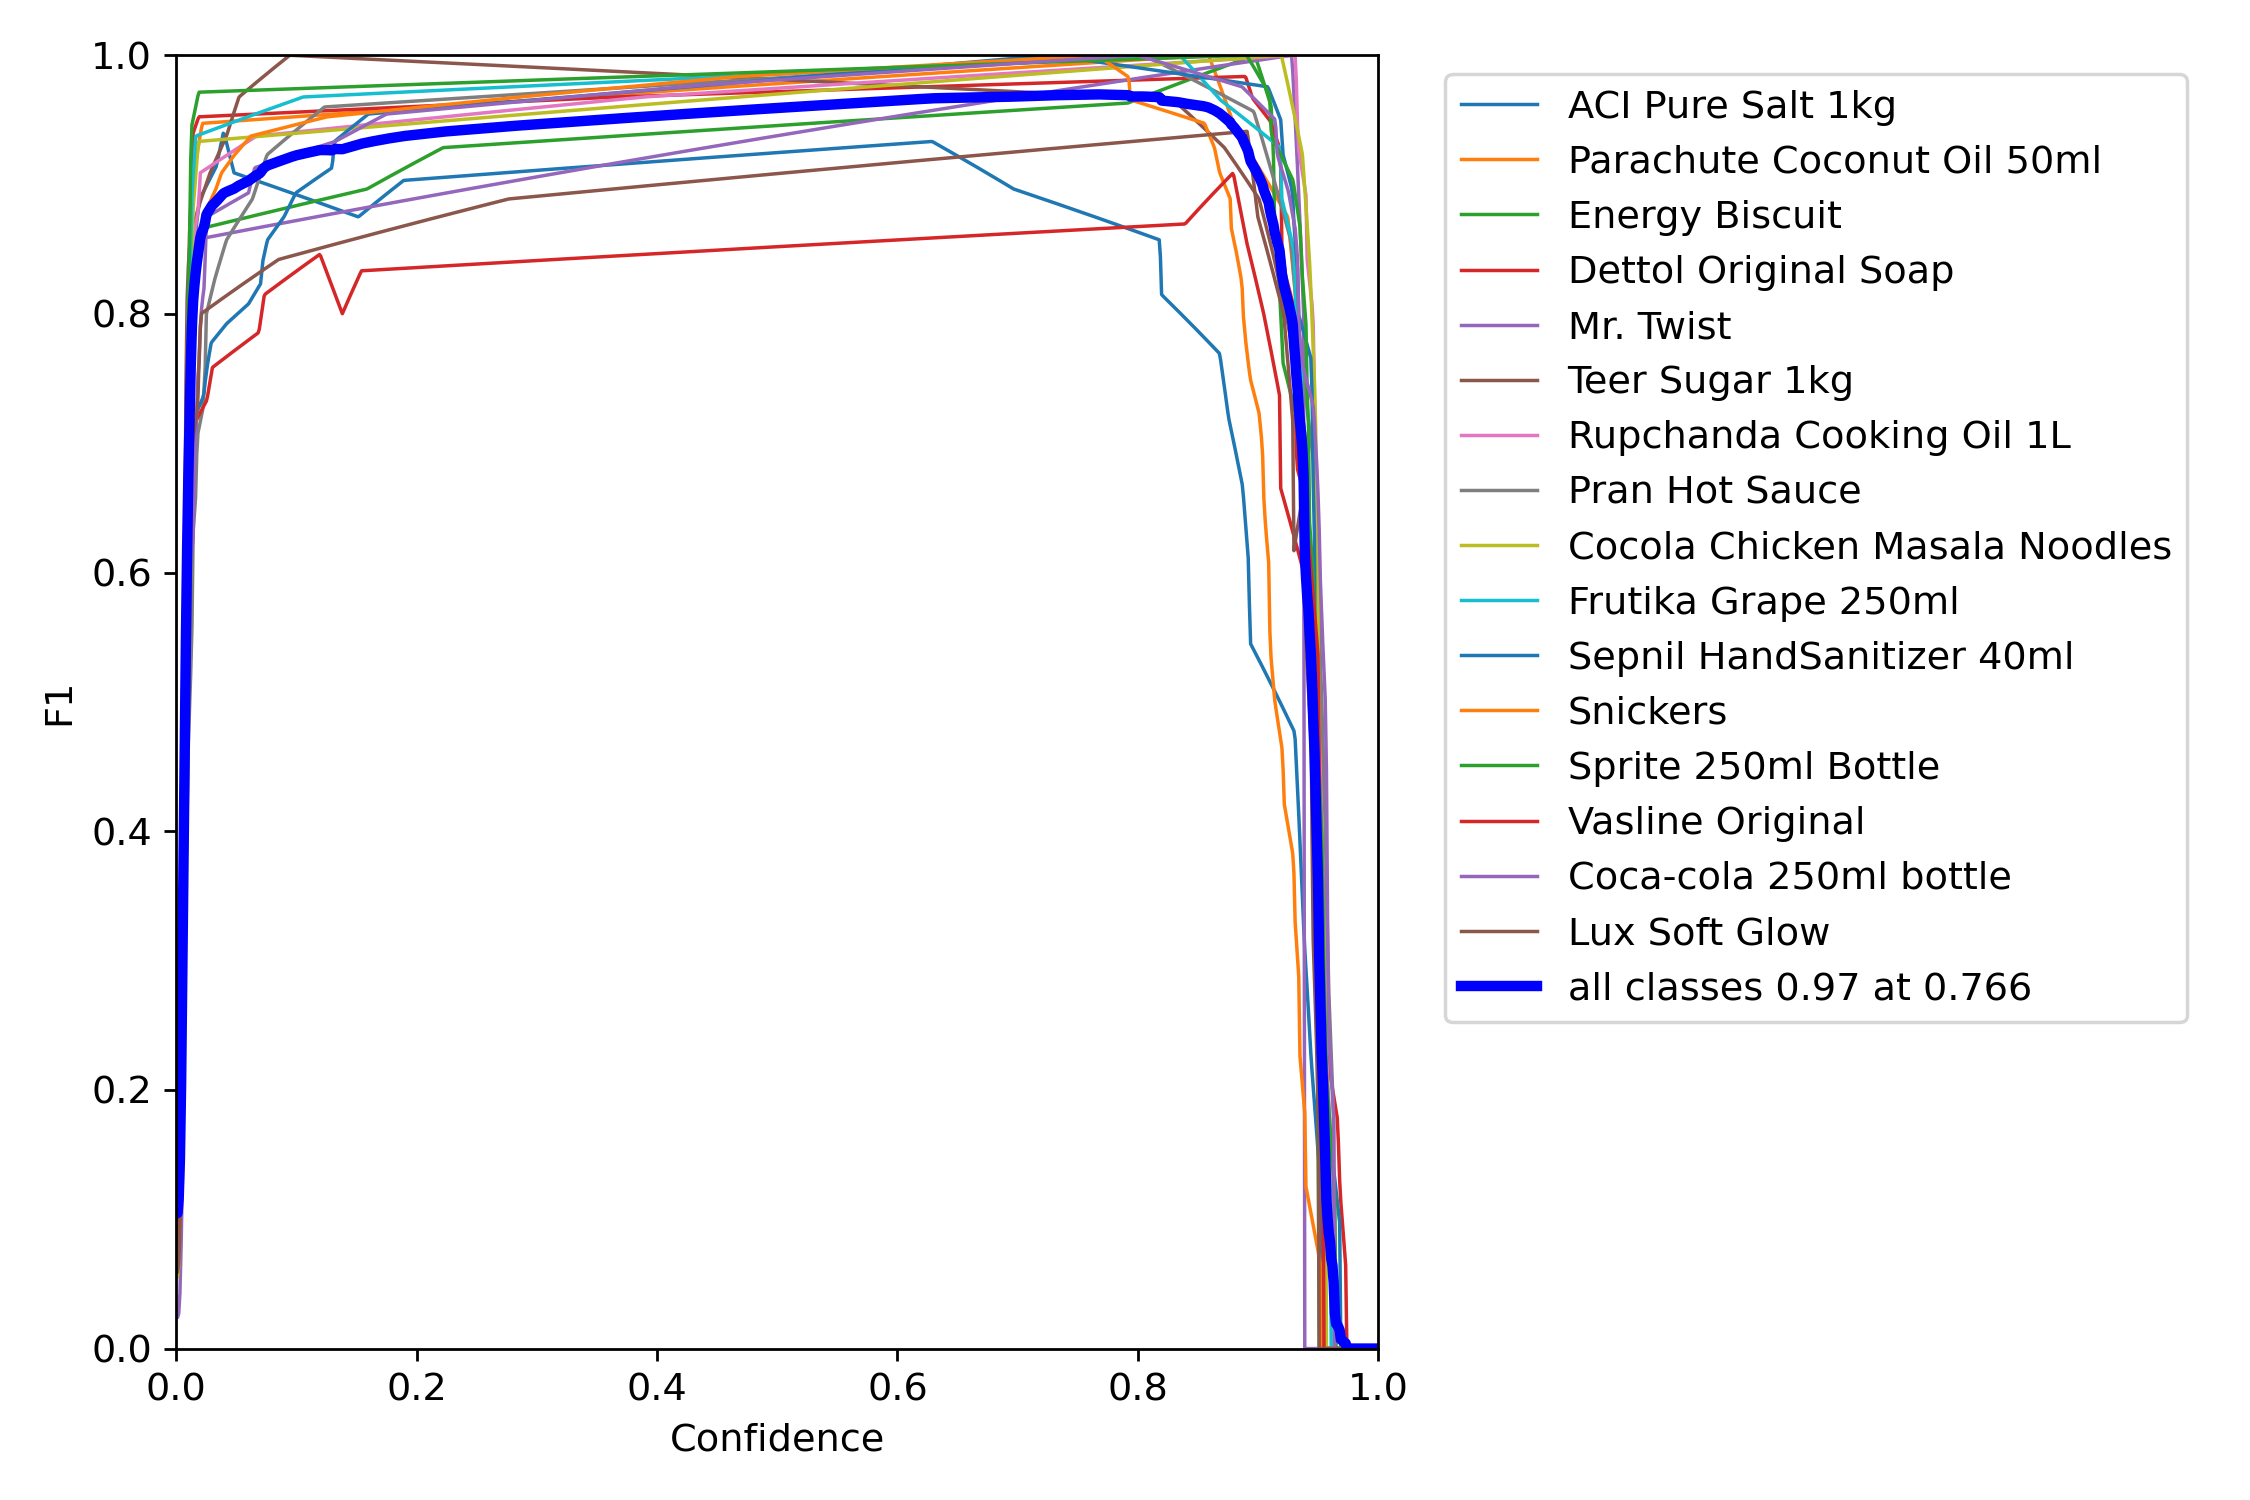 1.0
0.8
0.6
0.4
0.2
0.0
F1
0.0 0.2 0.4 0.6 0.8 1.0
Confidence
ACI Pure Salt 1kg
Parachute Coconut Oil 50ml
Energy Biscuit
Dettol Original Soap
Mr. Twist
Teer Sugar 1kg
Rupchanda Cooking Oil 1L
Pran Hot Sauce
Cocola Chicken Masala Noodles
Frutika Grape 250ml
Sepnil HandSanitizer 40ml
Snickers
Sprite 250ml Bottle
Vasline Original
Coca-cola 250ml bottle
Lux Soft Glow
all classes 0.97 at 0.766